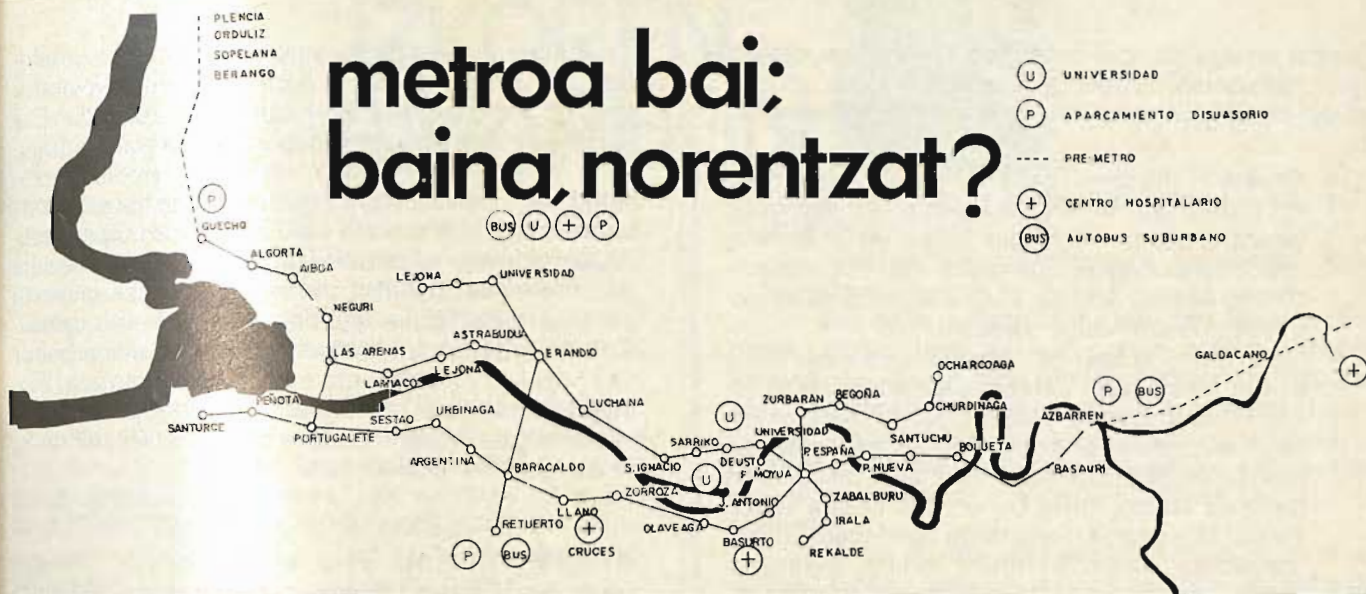 PLENCIA
ORDULIZ
SOPELANA
BERANGO
metroa bai;
baina, norentzat?
U UNIVERSIDAD
P APARCAMIENTO DISUASORIO
PRE METRO
+ CENTRO HOSPITALARIO
BUS AUTOBUS SUBURBANO
P
GUECHO
ALGORTA
AIBOA
NEGURI
LAS ARENAS
LAMIACOS
LEJONA
ASTRABUDUA
BUS U + P
LEJONA
UNIVERSIDAD
ERANDIO
LUCHANA
S. IGNACIO
SARRIKO
DEUSTO
U
UNIVERSIDAD
U
P. MOYUA
SANTURCE
PEÑOTA
PORTUGALETE
SESTAO
URBINAGA
ARGENTINA
BARACALDO
RETUERTO
P BUS
LLANO
CRUCES
+
ZORROZA
OLAVEAGA
BASURTO
+
S. ANTONIO
ZURBARAN
BEGOÑA
SANTUCHU
CHURDINAGA
OCHARCOAGA
P. ESPAÑA
P. NUEVA
BOLUETA
ZABALBURU
IRALA
REKALDE
BASAURI
AZBARREN
P BUS
GALDACANO
+